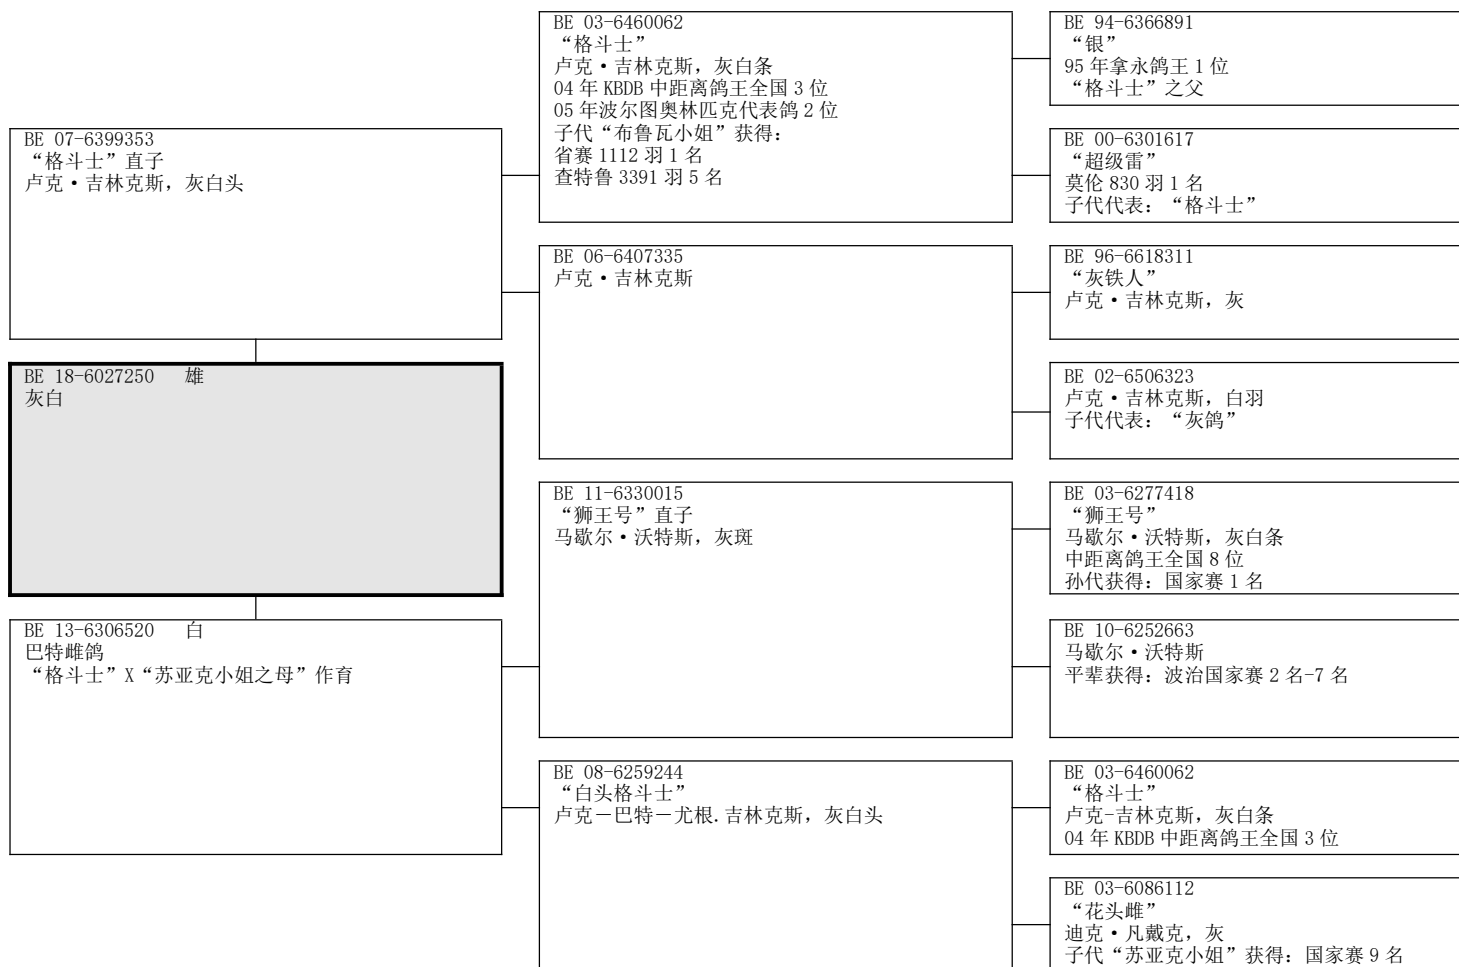 BE 07-6399353
“格斗士”直子
卢克·吉林克斯，灰白头
BE 18-6027250 雄
灰白
BE 13-6306520 白
巴特雌鸽
“格斗士”X“苏亚克小姐之母”作育
BE 03-6460062
“格斗士”
卢克·吉林克斯，灰白条
04 年 KBDB 中距离鸽王全国 3 位
05 年波尔图奥林匹克代表鸽 2 位
子代“布鲁瓦小姐”获得：
省赛 1112 羽 1 名
查特鲁 3391 羽 5 名
BE 06-6407335
卢克·吉林克斯
BE 11-6330015
“狮王号”直子
马歇尔·沃特斯，灰斑
BE 08-6259244
“白头格斗士”
卢克－巴特－尤根.吉林克斯，灰白头
BE 94-6366891
“银”
95 年拿永鸽王 1 位
“格斗士”之父
BE 00-6301617
“超级雷”
莫伦 830 羽 1 名
子代代表：“格斗士”
BE 96-6618311
“灰铁人”
卢克·吉林克斯，灰
BE 02-6506323
卢克·吉林克斯，白羽
子代代表：“灰鸽”
BE 03-6277418
“狮王号”
马歇尔·沃特斯，灰白条
中距离鸽王全国 8 位
孙代获得：国家赛 1 名
BE 10-6252663
马歇尔·沃特斯
平辈获得：波治国家赛 2 名-7 名
BE 03-6460062
“格斗士”
卢克-吉林克斯，灰白条
04 年 KBDB 中距离鸽王全国 3 位
BE 03-6086112
“花头雌”
迪克·凡戴克，灰
子代“苏亚克小姐”获得：国家赛 9 名